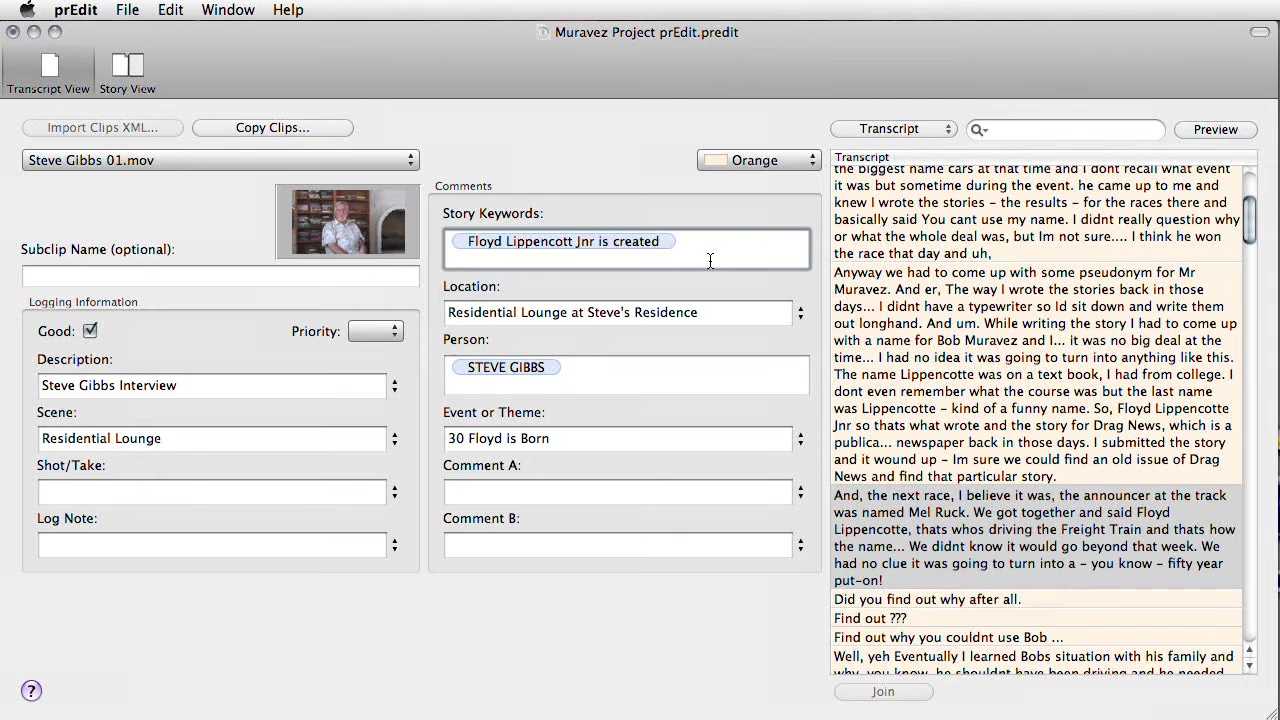 prEdit File Edit Window Help
Muravez Project prEdit.predit
Transcript View Story View
Import Clips XML... Copy Clips...
Steve Gibbs 01.mov
Orange
Subclip Name (optional):
Logging Information
Good:
Priority:
Description:
Steve Gibbs Interview
Scene:
Residential Lounge
Shot/Take:
Log Note:
?
Comments
Story Keywords:
Floyd Lippencott Jnr is created
Location:
Residential Lounge at Steve's Residence
Person:
STEVE GIBBS
Event or Theme:
30 Floyd is Born
Comment A:
Comment B:
Transcript
Preview
Transcript
the biggest name cars at that time and I dont recall what event
it was but sometime during the event. he came up to me and
knew I wrote the stories - the results - for the races there and
basically said You cant use my name. I didnt really question why
or what the whole deal was, but Im not sure.... I think he won
the race that day and uh,
Anyway we had to come up with some pseudonym for Mr
Muravez. And er, The way I wrote the stories back in those
days... I didnt have a typewriter so Id sit down and write them
out longhand. And um. While writing the story I had to come up
with a name for Bob Muravez and I... it was no big deal at the
time... I had no idea it was going to turn into anything like this.
The name Lippencotte was on a text book, I had from college. I
dont even remember what the course was but the last name
was Lippencotte - kind of a funny name. So, Floyd Lippencotte
Jnr so thats what wrote and the story for Drag News, which is a
publica... newspaper back in those days. I submitted the story
and it wound up - Im sure we could find an old issue of Drag
News and find that particular story.
And, the next race, I believe it was, the announcer at the track
was named Mel Ruck. We got together and said Floyd
Lippencotte, thats whos driving the Freight Train and thats how
the name... We didnt know it would go beyond that week. We
had no clue it was going to turn into a - you know - fifty year
put-on!
Did you find out why after all.
Find out ???
Find out why you couldnt use Bob ...
Well, yeh Eventually I learned Bobs situation with his family and
why, you know, he shouldnt have been driving and he needed
Join